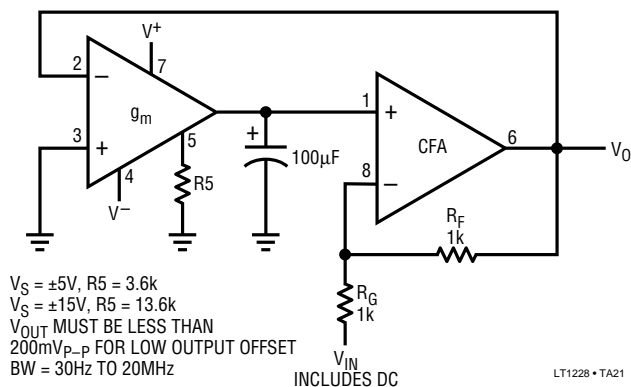 V+
2
–
7
gm
3
+
5
4
V–
R5
+
100µF
1
+
CFA
6
VO
8
–
RF
1k
RG
1k
VIN
INCLUDES DC
VS = ±5V, R5 = 3.6k
VS = ±15V, R5 = 13.6k
VOUT MUST BE LESS THAN
200mVP–P FOR LOW OUTPUT OFFSET
BW = 30Hz TO 20MHz
LT1228 • TA21